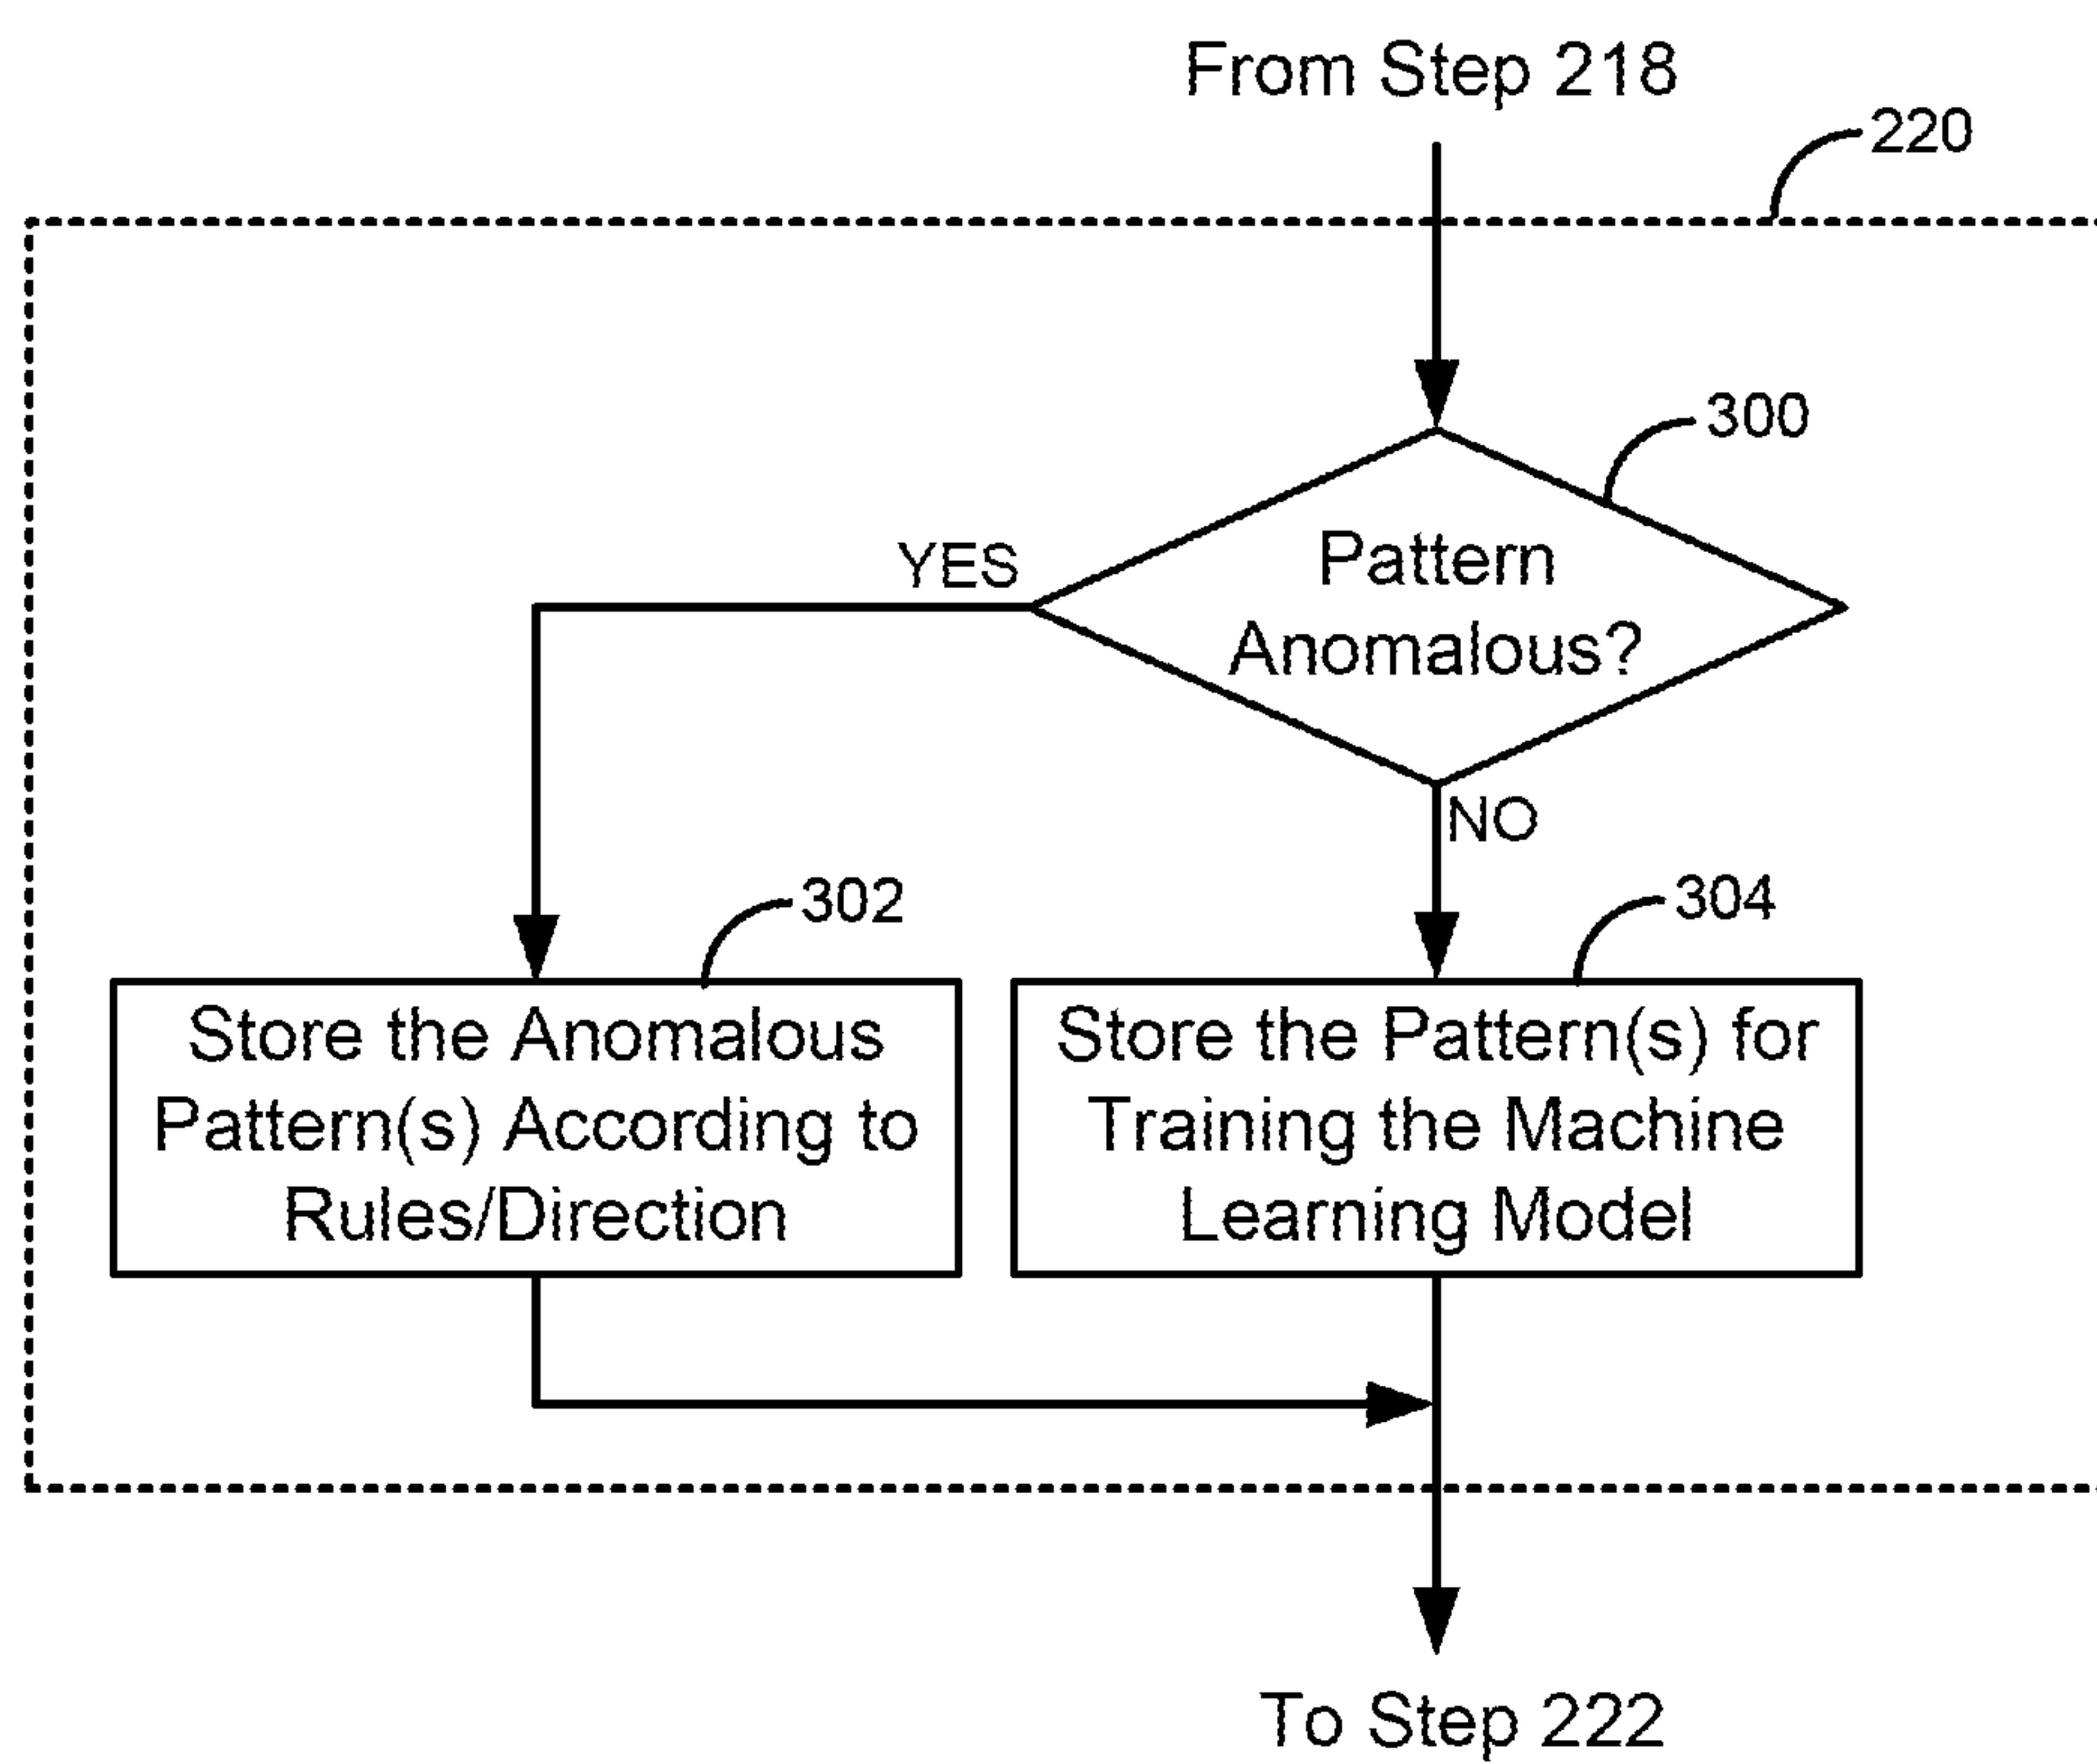 From Step 218
220
300
Pattern
Anomalous?
YES
NO
302
304
Store the Anomalous
Pattern(s) According to
Rules/Direction
Store the Pattern(s) for
Training the Machine
Learning Model
To Step 222